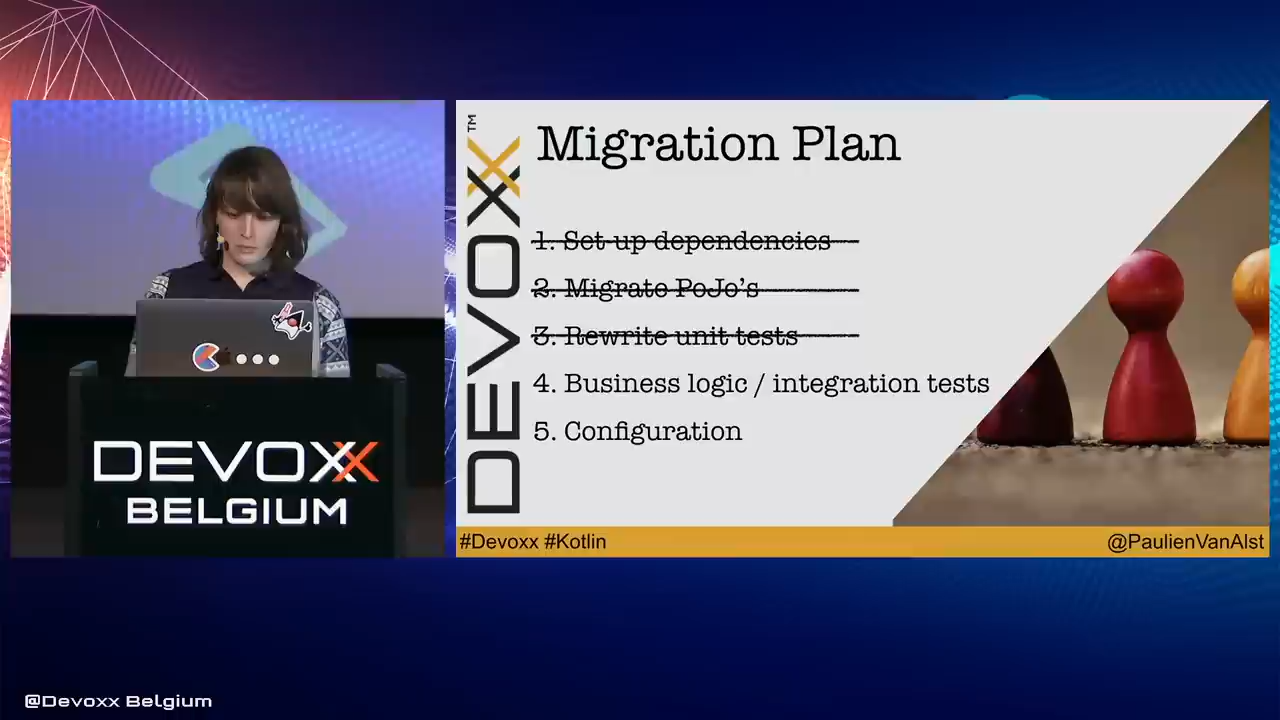 DEVOXX™
Migration Plan
1. Set-up dependencies
2. Migrate PoJo's
3. Rewrite unit tests
4. Business logic / integration tests
5. Configuration
#Devoxx #Kotlin
@PaulienVanAlst
DEVOXX
BELGIUM
@Devoxx Belgium